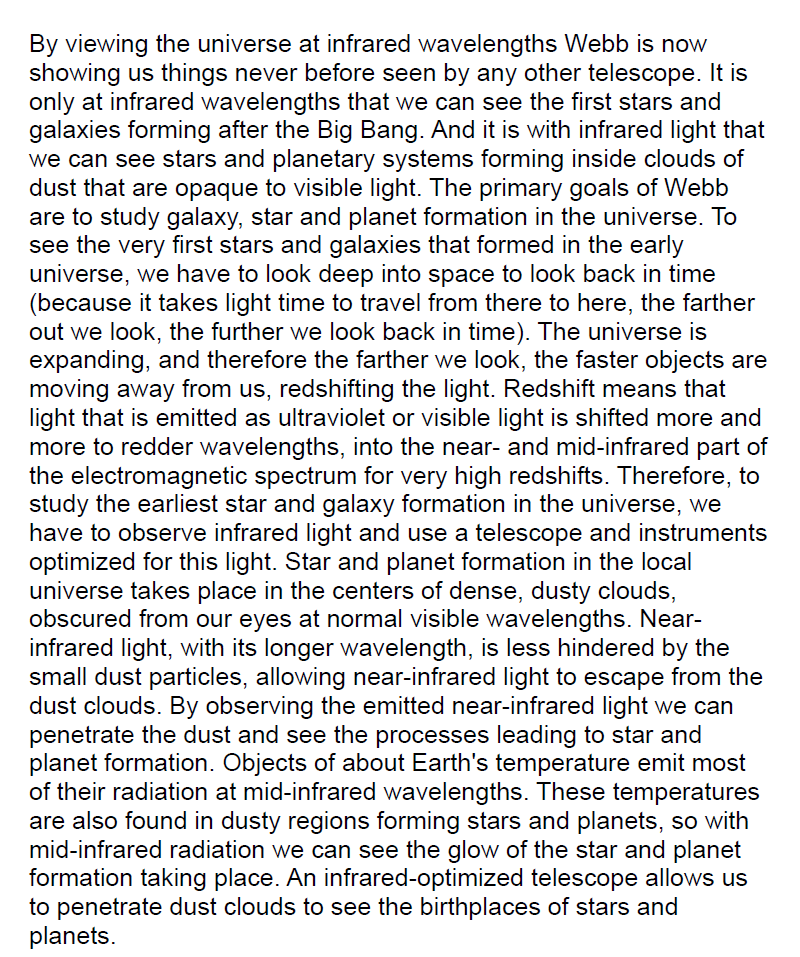 By viewing the universe at infrared wavelengths Webb is now
showing us things never before seen by any other telescope. It is
only at infrared wavelengths that we can see the first stars and
galaxies forming after the Big Bang. And it is with infrared light that
we can see stars and planetary systems forming inside clouds of
dust that are opaque to visible light. The primary goals of Webb
are to study galaxy, star and planet formation in the universe. To
see the very first stars and galaxies that formed in the early
universe, we have to look deep into space to look back in time
(because it takes light time to travel from there to here, the farther
out we look, the further we look back in time). The universe is
expanding, and therefore the farther we look, the faster objects are
moving away from us, redshifting the light. Redshift means that
light that is emitted as ultraviolet or visible light is shifted more and
more to redder wavelengths, into the near- and mid-infrared part of
the electromagnetic spectrum for very high redshifts. Therefore, to
study the earliest star and galaxy formation in the universe, we
have to observe infrared light and use a telescope and instruments
optimized for this light. Star and planet formation in the local
universe takes place in the centers of dense, dusty clouds,
obscured from our eyes at normal visible wavelengths. Near-
infrared light, with its longer wavelength, is less hindered by the
small dust particles, allowing near-infrared light to escape from the
dust clouds. By observing the emitted near-infrared light we can
penetrate the dust and see the processes leading to star and
planet formation. Objects of about Earth's temperature emit most
of their radiation at mid-infrared wavelengths. These temperatures
are also found in dusty regions forming stars and planets, so with
mid-infrared radiation we can see the glow of the star and planet
formation taking place. An infrared-optimized telescope allows us
to penetrate dust clouds to see the birthplaces of stars and
planets.